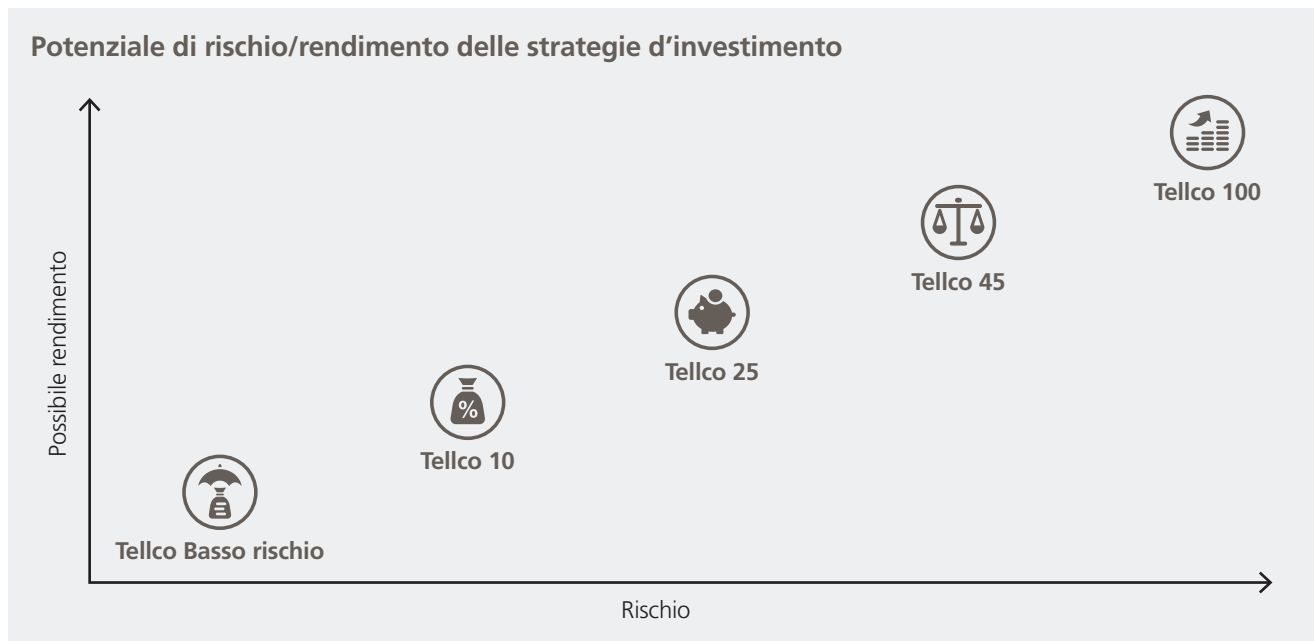 Potenziale di rischio/rendimento delle strategie d’investimento
Tellco 100
Tellco 45
Tellco 25
Tellco 10
%
Tellco Basso rischio
Possibile rendimento
Rischio